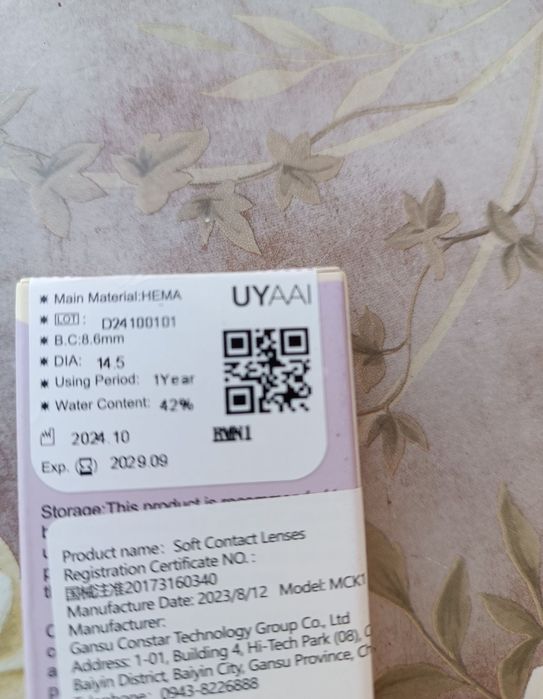 UYAAI
* Main Material:HEMA
* LOT : D24100101
* B.C:8.6mm
* DIA: 14.5
* Using Period: 1Year
* Water Content: 42%
2024.10
Exp. 2029.09
Storage:This product is
Product name: Soft Contact Lenses
Registration Certificate NO.:
国械注准20173160340
Manufacture Date: 2023/8/12 Model: MCK1
Manufacturer:
Gansu Constar Technology Group Co., Ltd
Address: 1-01, Building 4, Hi-Tech Park (08),
Baiyin District, Baiyin City, Gansu Province,
0943-8226888